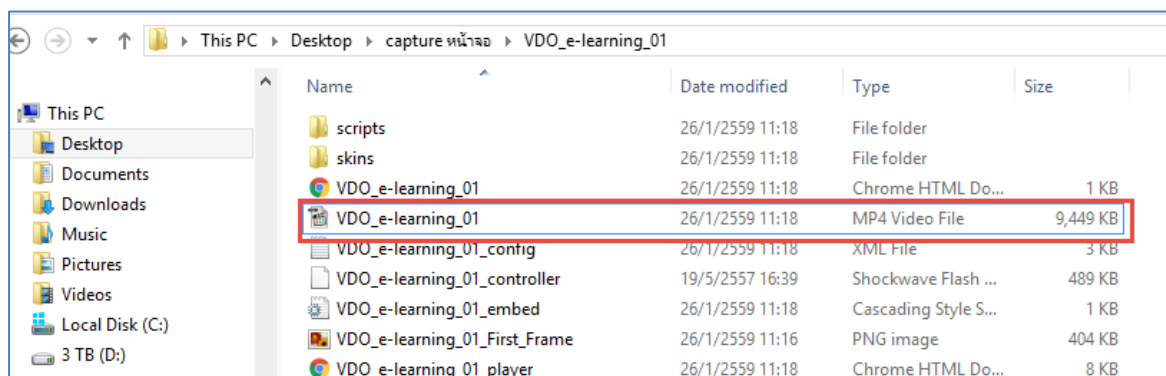 This PC Desktop capture หน้าจอ VDO_e-learning_01
Name Date modified Type Size
This PC
Desktop
Documents
Downloads
Music
Pictures
Videos
Local Disk (C:)
3 TB (D:)
scripts 26/1/2559 11:18 File folder
skins 26/1/2559 11:18 File folder
VDO_e-learning_01 26/1/2559 11:18 Chrome HTML Do... 1 KB
VDO_e-learning_01 26/1/2559 11:18 MP4 Video File 9,449 KB
VDO_e-learning_01_config 26/1/2559 11:18 XML File 3 KB
VDO_e-learning_01_controller 19/5/2557 16:39 Shockwave Flash ... 489 KB
VDO_e-learning_01_embed 26/1/2559 11:18 Cascading Style S... 1 KB
VDO_e-learning_01_First_Frame 26/1/2559 11:16 PNG image 404 KB
VDO_e-learning_01_player 26/1/2559 11:18 Chrome HTML Do... 8 KB